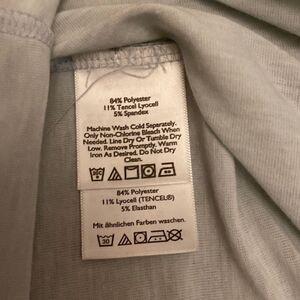 84% Polyester
11% Tencel Lyocell
5% Spandex
Machine Wash Cold Separately.
Only Non-Chlorine Bleach When
Needed. Line Dry Or Tumble Dry
Low. Remove Promptly. Warm
Iron As Desired. Do Not Dry
Clean.
84% Polyester
11% Lyocell (TENCEL®)
5% Elasthan
Mit ähnlichen Farben waschen.
30